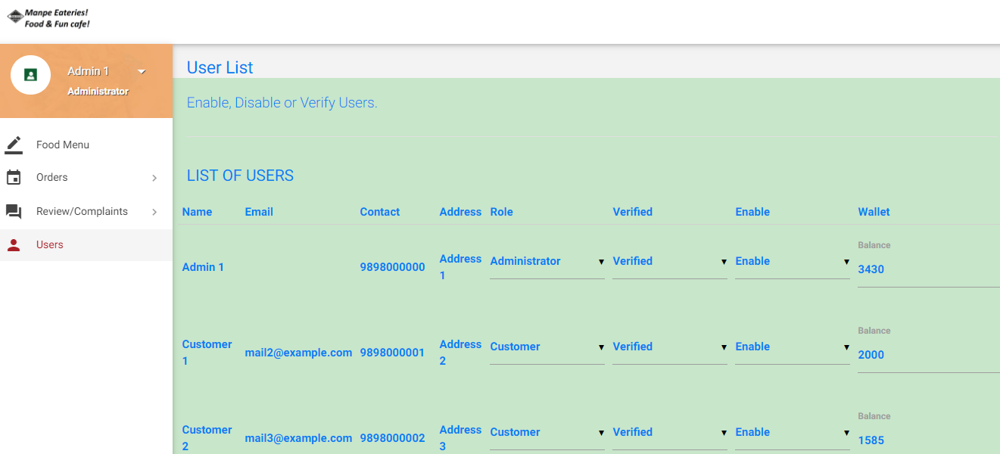 Manpe Eateries!
Food & Fun cafe!
Admin 1
Administrator
Food Menu
Orders
Review/Complaints
Users
User List
Enable, Disable or Verify Users.
LIST OF USERS
Name Email Contact Address Role Verified Enable Wallet
Balance
Admin 1 9898000000 Address 1 Administrator Verified Enable 3430
Balance
Customer 1 mail2@example.com 9898000001 Address 2 Customer Verified Enable 2000
Balance
Customer 2 mail3@example.com 9898000002 Address 3 Customer Verified Enable 1585